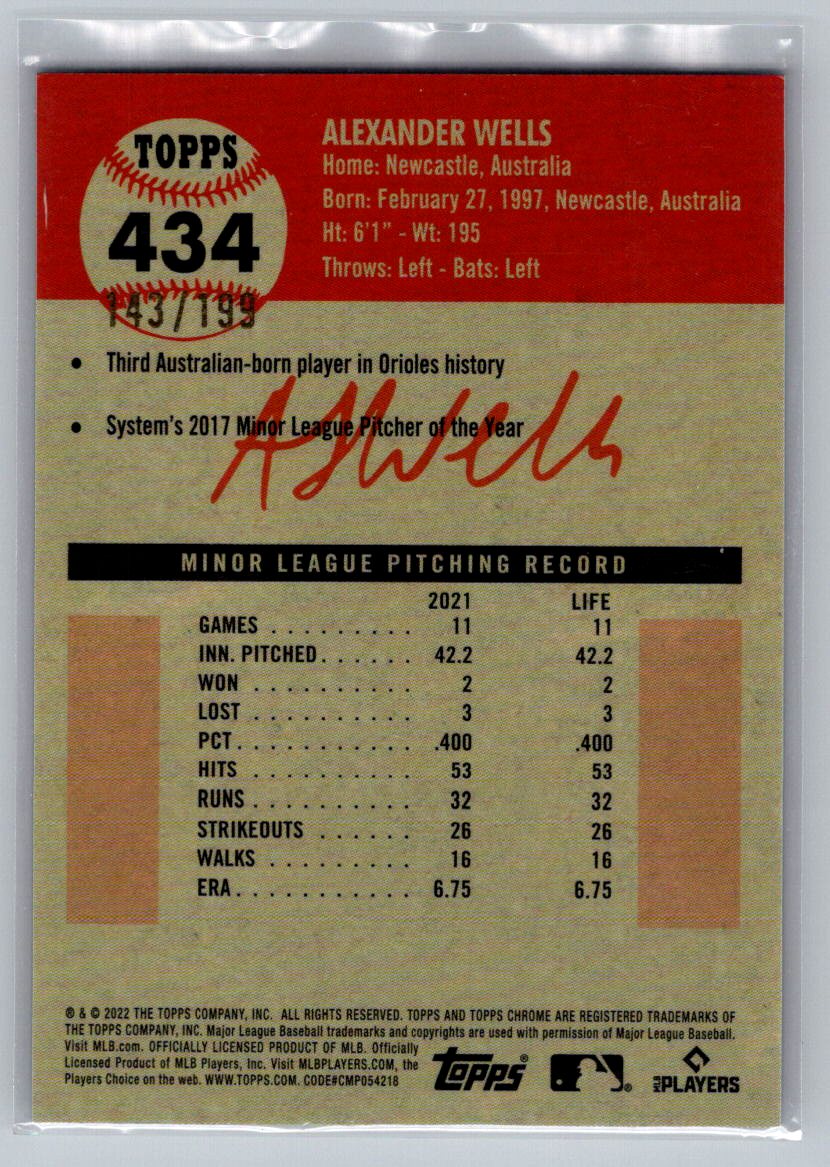 TOPPS
434
143/199
ALEXANDER WELLS
Home: Newcastle, Australia
Born: February 27, 1997, Newcastle, Australia
Ht: 6'1" - Wt: 195
Throws: Left - Bats: Left
• Third Australian-born player in Orioles history
• System's 2017 Minor League Pitcher of the Year
A Wells
MINOR LEAGUE PITCHING RECORD
2021 LIFE
GAMES . . . . . . . . . 11 11
INN. PITCHED. . . . . . 42.2 42.2
WON . . . . . . . . . . 2 2
LOST . . . . . . . . . . 3 3
PCT. . . . . . . . . . . .400 .400
HITS . . . . . . . . . . 53 53
RUNS . . . . . . . . . . 32 32
STRIKEOUTS . . . . . . 26 26
WALKS . . . . . . . . . 16 16
ERA. . . . . . . . . . . 6.75 6.75
® & © 2022 THE TOPPS COMPANY, INC. ALL RIGHTS RESERVED. TOPPS AND TOPPS CHROME ARE REGISTERED TRADEMARKS OF
THE TOPPS COMPANY, INC. Major League Baseball trademarks and copyrights are used with permission of Major League Baseball.
Visit MLB.com. OFFICIALLY LICENSED PRODUCT OF MLB. Officially
Licensed Product of MLB Players, Inc. Visit MLBPLAYERS.COM, the
Players Choice on the web. WWW.TOPPS.COM. CODE#CMP054218
topps®
®
MLB PLAYERS